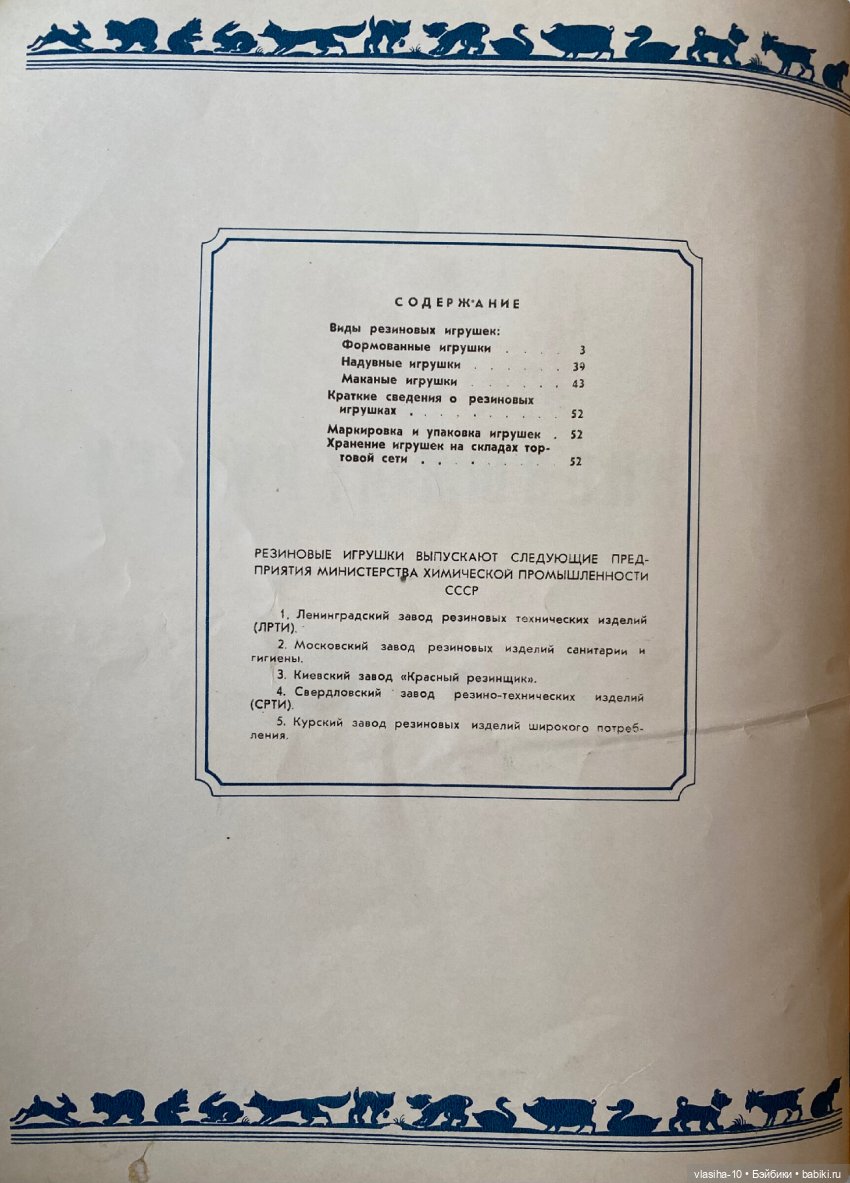 СОДЕРЖАНИЕ
Виды резиновых игрушек:
Формованные игрушки . . . . 3
Надувные игрушки . . . . . . 39
Маканые игрушки . . . . . . 43
Краткие сведения о резиновых
игрушках . . . . . . . . . 52
Маркировка и упаковка игрушек . 52
Хранение игрушек на складах тор-
говой сети . . . . . . . . 52
РЕЗИНОВЫЕ ИГРУШКИ ВЫПУСКАЮТ СЛЕДУЮЩИЕ ПРЕД-
ПРИЯТИЯ МИНИСТЕРСТВА ХИМИЧЕСКОЙ ПРОМЫШЛЕННОСТИ
СССР
1. Ленинградский завод резиновых технических изделий
(ЛРТИ).
2. Московский завод резиновых изделий санитарии и
гигиены.
3. Киевский завод «Красный резинщик».
4. Свердловский завод резино-технических изделий
(СРТИ).
5. Курский завод резиновых изделий широкого потреб-
ления.
vlasiha-10 • Бэйбики • babiki.ru